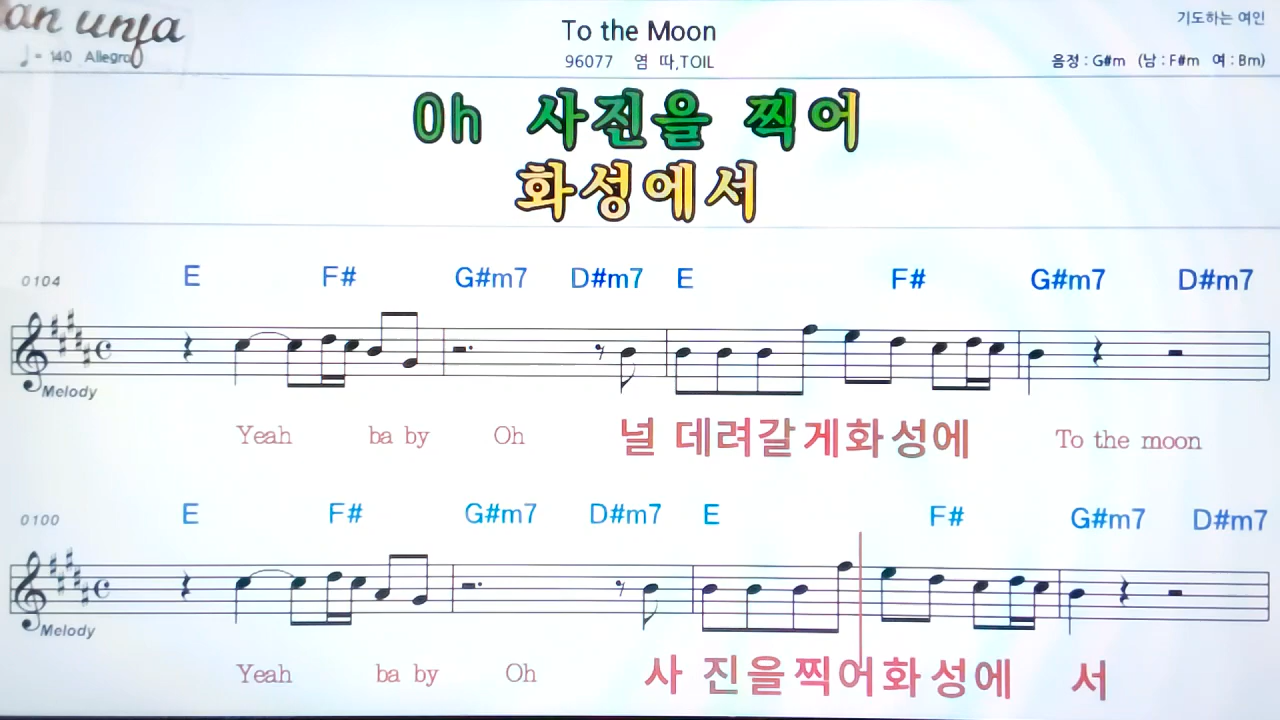 To the Moon
기도하는 여인
♩= 140 Allegro
96077 염 따,TOIL
음정 : G#m (남 : F#m 여 : Bm)
Oh 사진을 찍어
화성에서
0104 E F# G#m7 D#m7 E F# G#m7 D#m7
Melody
Yeah ba by Oh 널 데려갈게화성에 To the moon
0100 E F# G#m7 D#m7 E F# G#m7 D#m7
Melody
Yeah ba by Oh 사 진을찍어화성에 서